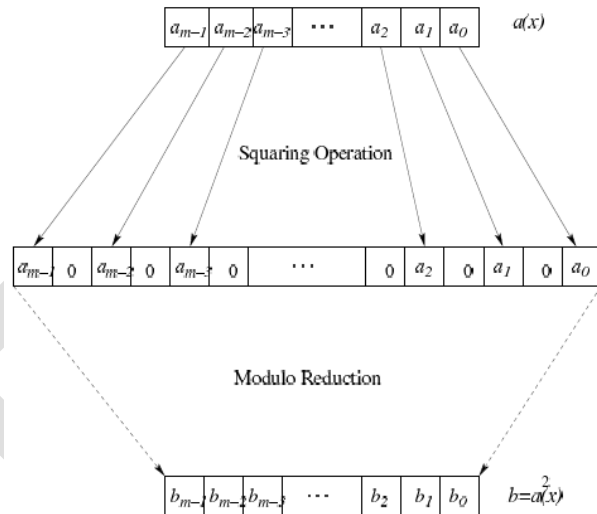 a_{m-1} a_{m-2} a_{m-3} ··· a_2 a_1 a_0 a(x)
Squaring Operation
a_{m-1} 0 a_{m-2} 0 a_{m-3} 0 ··· 0 a_2 0 a_1 0 a_0
Modulo Reduction
b_{m-1} b_{m-2} b_{m-3} ··· b_2 b_1 b_0 b=a^2(x)